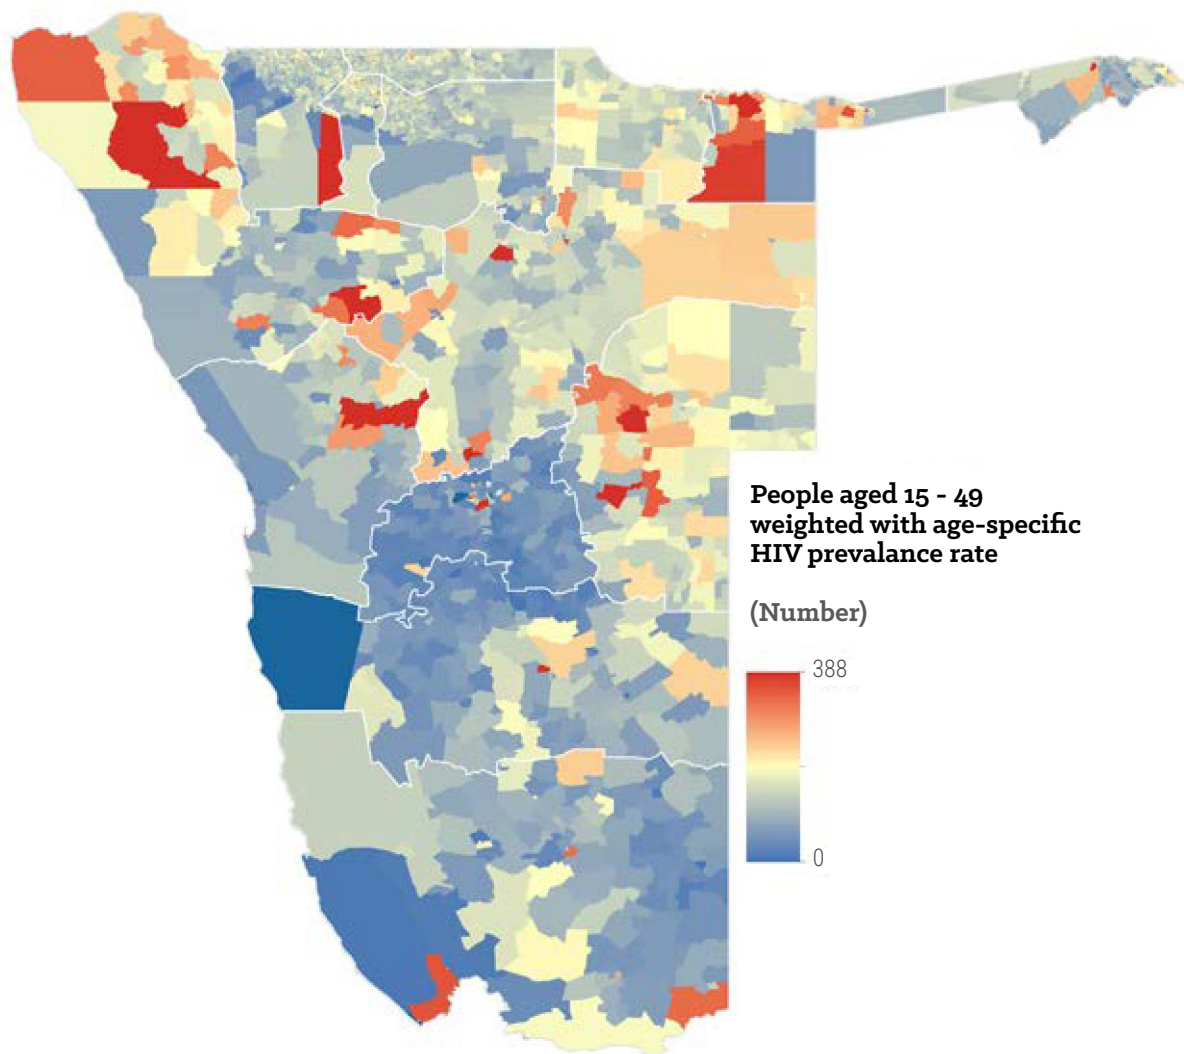 People aged 15 - 49
weighted with age-specific
HIV prevalance rate
(Number)
388
0